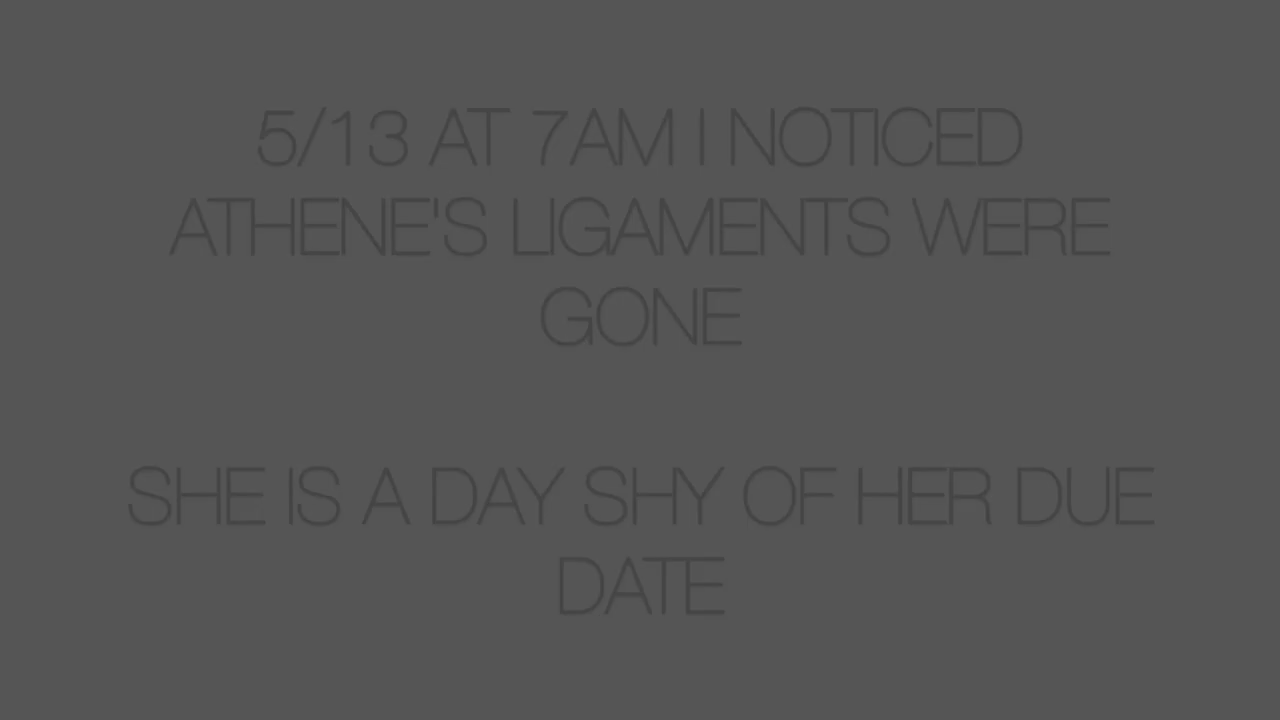 5/13 AT 7AM I NOTICED
ATHENE'S LIGAMENTS WERE
GONE
SHE IS A DAY SHY OF HER DUE
DATE